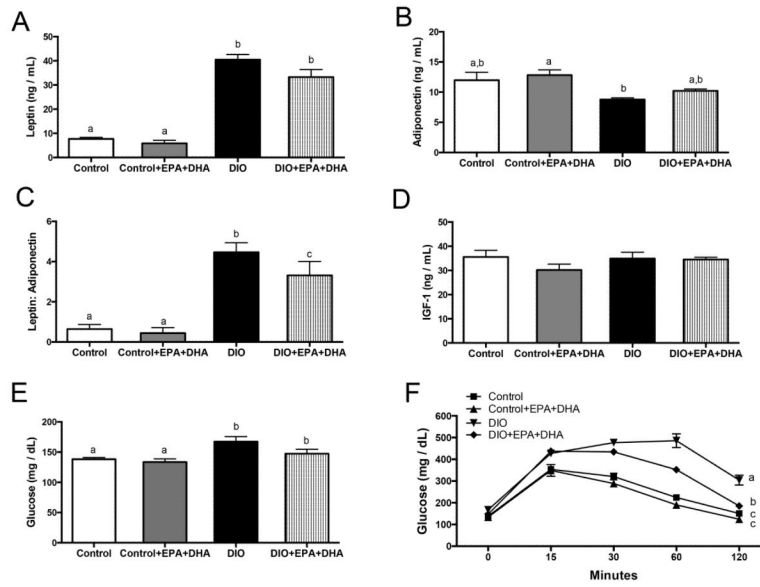 A
Leptin (ng / mL)
50
40
30
20
10
0
a
a
b
b
Control
Control+EPA+DHA
DIO
DIO+EPA+DHA
B
Adiponectin (ng / mL)
20
15
10
5
0
a,b
a
b
a,b
Control
Control+EPA+DHA
DIO
DIO+EPA+DHA
C
Leptin: Adiponectin
6
4
2
0
a
a
b
c
Control
Control+EPA+DHA
DIO
DIO+EPA+DHA
D
IGF-1 (ng / mL)
50
40
30
20
10
0
Control
Control+EPA+DHA
DIO
DIO+EPA+DHA
E
Glucose (mg / dL)
200
150
100
50
0
a
a
b
b
Control
Control+EPA+DHA
DIO
DIO+EPA+DHA
F
Control
Control+EPA+DHA
DIO
DIO+EPA+DHA
Glucose (mg / dL)
600
500
400
300
200
100
0
a
b
c
c
0
15
30
60
120
Minutes